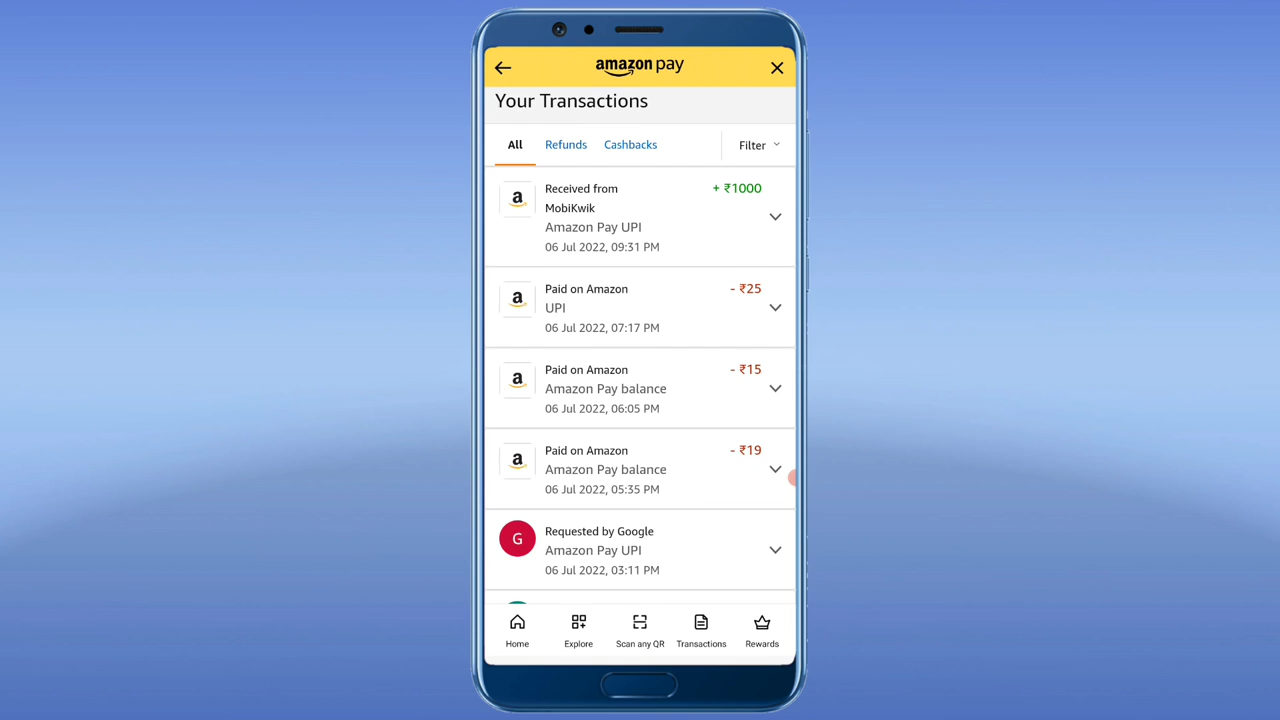 amazon pay
Your Transactions
All Refunds Cashbacks Filter
a Received from + ₹1000
MobiKwik
Amazon Pay UPI
06 Jul 2022, 09:31 PM
a Paid on Amazon - ₹25
UPI
06 Jul 2022, 07:17 PM
a Paid on Amazon - ₹15
Amazon Pay balance
06 Jul 2022, 06:05 PM
a Paid on Amazon - ₹19
Amazon Pay balance
06 Jul 2022, 05:35 PM
G Requested by Google
Amazon Pay UPI
06 Jul 2022, 03:11 PM
Home Explore Scan any QR Transactions Rewards